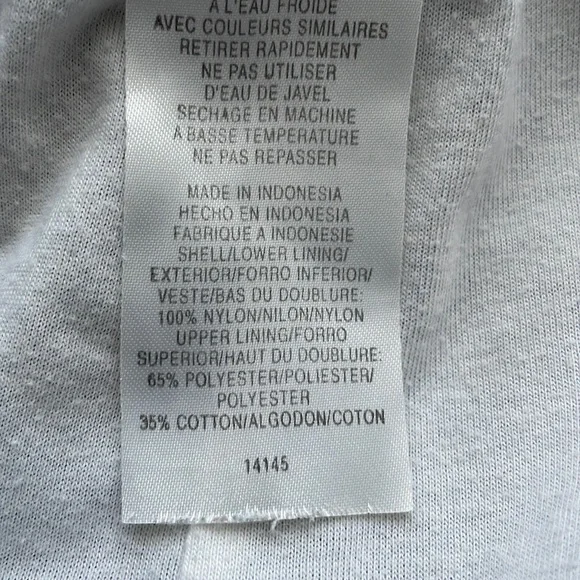 A L'EAU FROIDE
AVEC COULEURS SIMILAIRES
RETIRER RAPIDEMENT
NE PAS UTILISER
D'EAU DE JAVEL
SECHAGE EN MACHINE
A BASSE TEMPERATURE
NE PAS REPASSER
MADE IN INDONESIA
HECHO EN INDONESIA
FABRIQUE A INDONESIE
SHELL/LOWER LINING/
EXTERIOR/FORRO INFERIOR/
VESTE/BAS DU DOUBLURE:
100% NYLON/NILON/NYLON
UPPER LINING/FORRO
SUPERIOR/HAUT DU DOUBLURE:
65% POLYESTER/POLIESTER/
POLYESTER
35% COTTON/ALGODON/COTON
14145